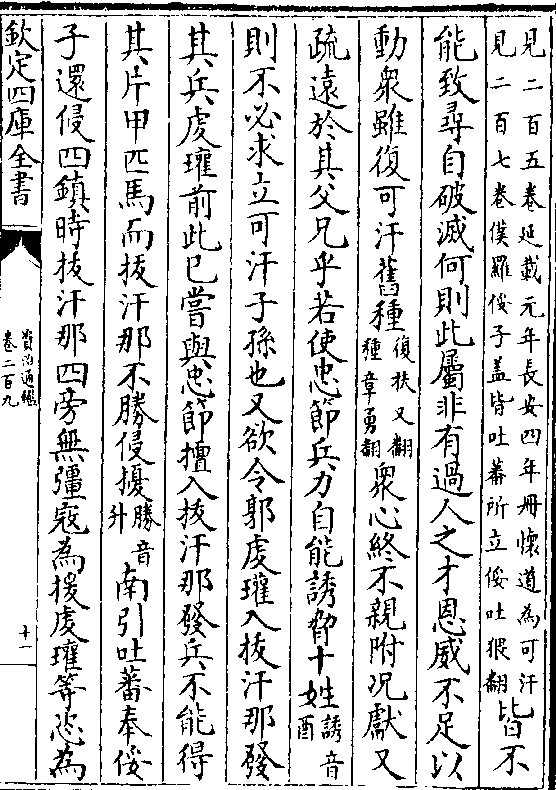 見二百五卷延載元年長安四年冊懷道為可汗
見二百七卷僕羅俀子盖皆吐蕃所立俀吐猥翻皆不
能致尋自破滅何則此屬非有過人之才恩威不足以
動衆雖復可汗舊種復扶又翻種章勇翻衆心終不親附况獻又
疏遠於其父兄乎若使忠節兵力自能誘脅十姓誘音酉
則不必求立可汗子孫也又欲令郭䖍瓘入拔汗那發
其兵䖍瓘前此已嘗與忠節擅入拔汗那發兵不能得
其片甲匹馬而拔汗那不勝侵擾勝音升南引吐蕃奉俀
子還侵四鎮時拔汗那四旁無彊寇為援䖍瓘等恣為
欽定四庫全書
資治通鑑
卷二百九
十一